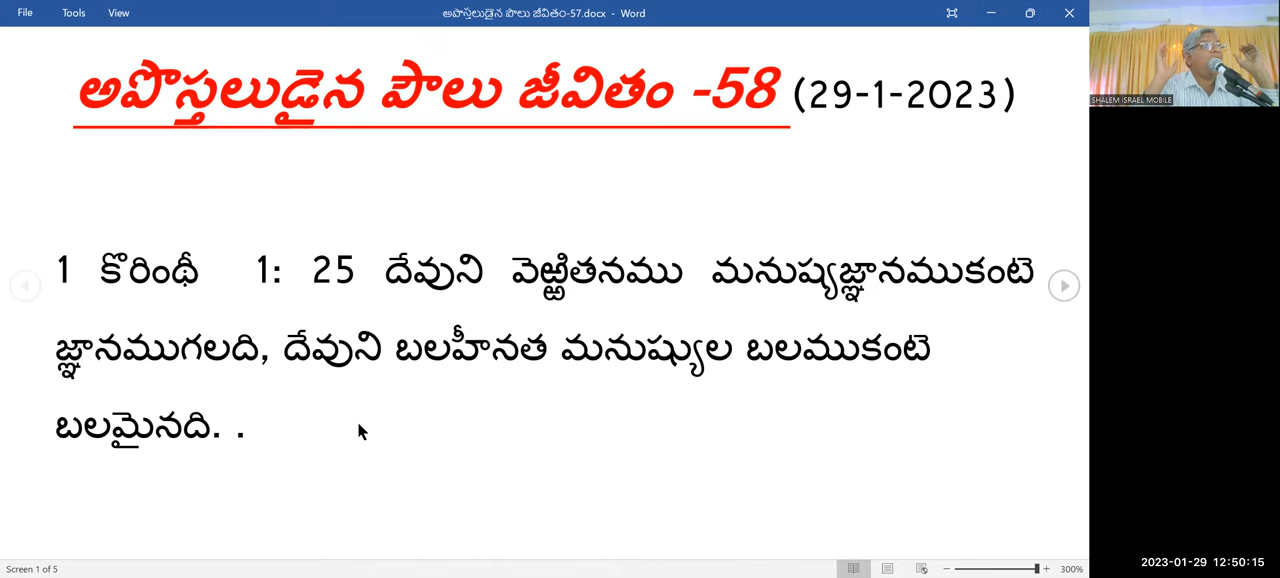 File Tools View అపొస్తలుడైన పౌలు జీవితం-57.docx - Word
అపొస్తలుడైన పౌలు జీవితం -58 (29-1-2023)
SHALEM ISRAEL MOBILE
1 కొరింథీ 1: 25 దేవుని వెఱ్ఱితనము మనుష్యజ్ఞానముకంటె
జ్ఞానముగలది, దేవుని బలహీనత మనుష్యుల బలముకంటె
బలమైనది. .
Screen 1 of 5
300%
2023-01-29 12:50:15